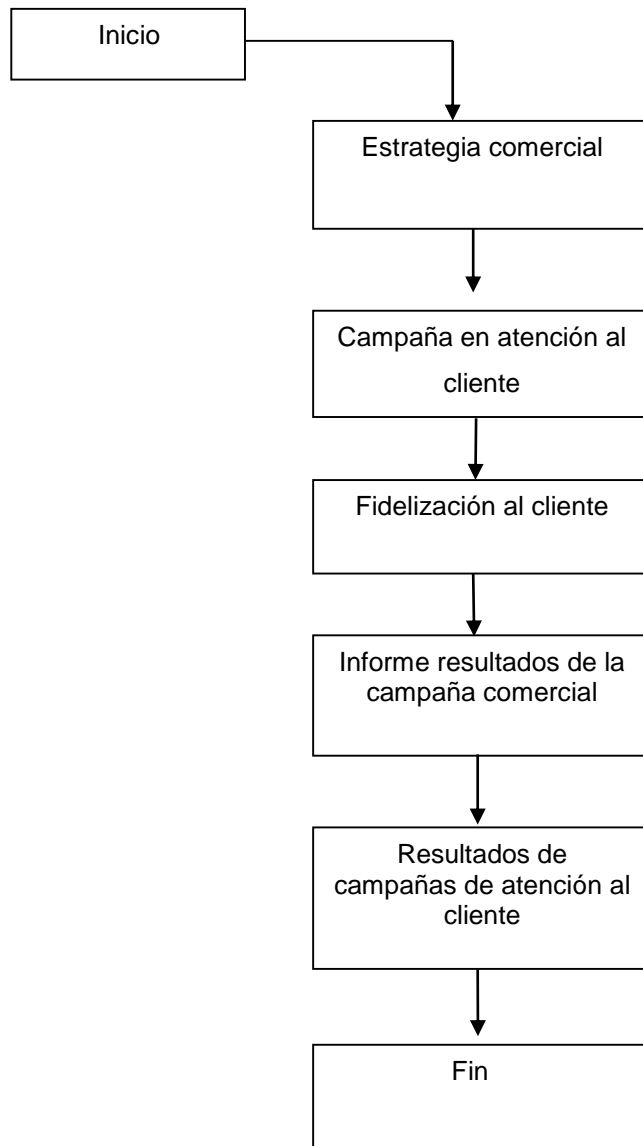 Inicio
Estrategia comercial
Campaña en atención al
cliente
Fidelización al cliente
Informe resultados de la
campaña comercial
Resultados de
campañas de atención al
cliente
Fin